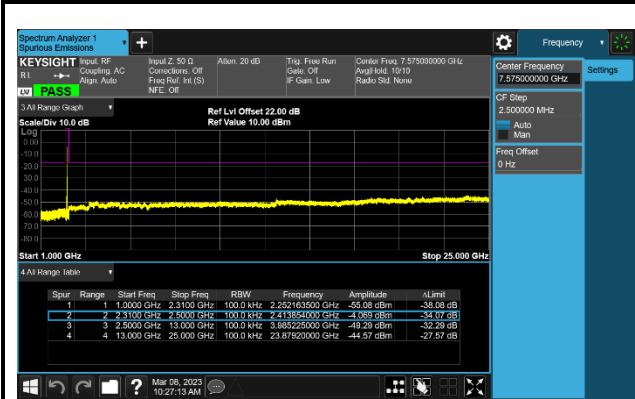 Spectrum Analyzer 1
Spurious Emissions
Frequency
KEYSIGHT
Input: RF
Input Z: 50 Ω
Atten: 20 dB
Trig: Free Run
Center Freq: 7.575000000 GHz
RL
Coupling: AC
Corrections: Off
Gate: Off
Avg|Hold: 10/10
Align: Auto
Freq Ref: Int (S)
IF Gain: Low
Radio Std: None
NFE: Off
LV PASS
Center Frequency
7.575000000 GHz
Settings
CF Step
2.500000 MHz
Auto
Man
Freq Offset
0 Hz
3 All Range Graph
Ref Lvl Offset 22.00 dB
Scale/Div 10.0 dB
Ref Value 10.00 dBm
Log
0.00
-10.0
-20.0
-30.0
-40.0
-50.0
-60.0
-70.0
-80.0
Start 1.000 GHz
Stop 25.000 GHz
4 All Range Table
Spur Range Start Freq Stop Freq RBW Frequency Amplitude ΔLimit
1 1 1.0000 GHz 2.3100 GHz 100.0 kHz 2.252163500 GHz -55.08 dBm -38.08 dB
2 2 2.3100 GHz 2.5000 GHz 100.0 kHz 2.413854000 GHz -4.069 dBm -34.07 dB
3 3 2.5000 GHz 13.000 GHz 100.0 kHz 3.985225000 GHz -49.29 dBm -32.29 dB
4 4 13.000 GHz 25.000 GHz 100.0 kHz 23.87920000 GHz -44.57 dBm -27.57 dB
?
Mar 08, 2023
10:27:13 AM